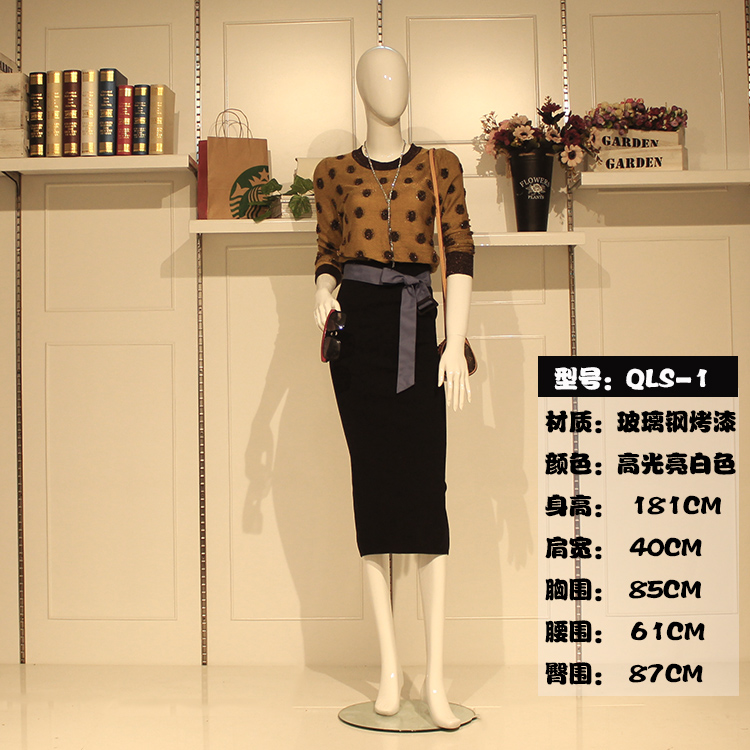 GARDEN
GARDEN
FLOWERS
& PLANTS
型号：QLS-1
材质：玻璃钢烤漆
颜色：高光亮白色
身高： 181CM
肩宽： 40CM
胸围： 85CM
腰围： 61CM
臀围： 87CM